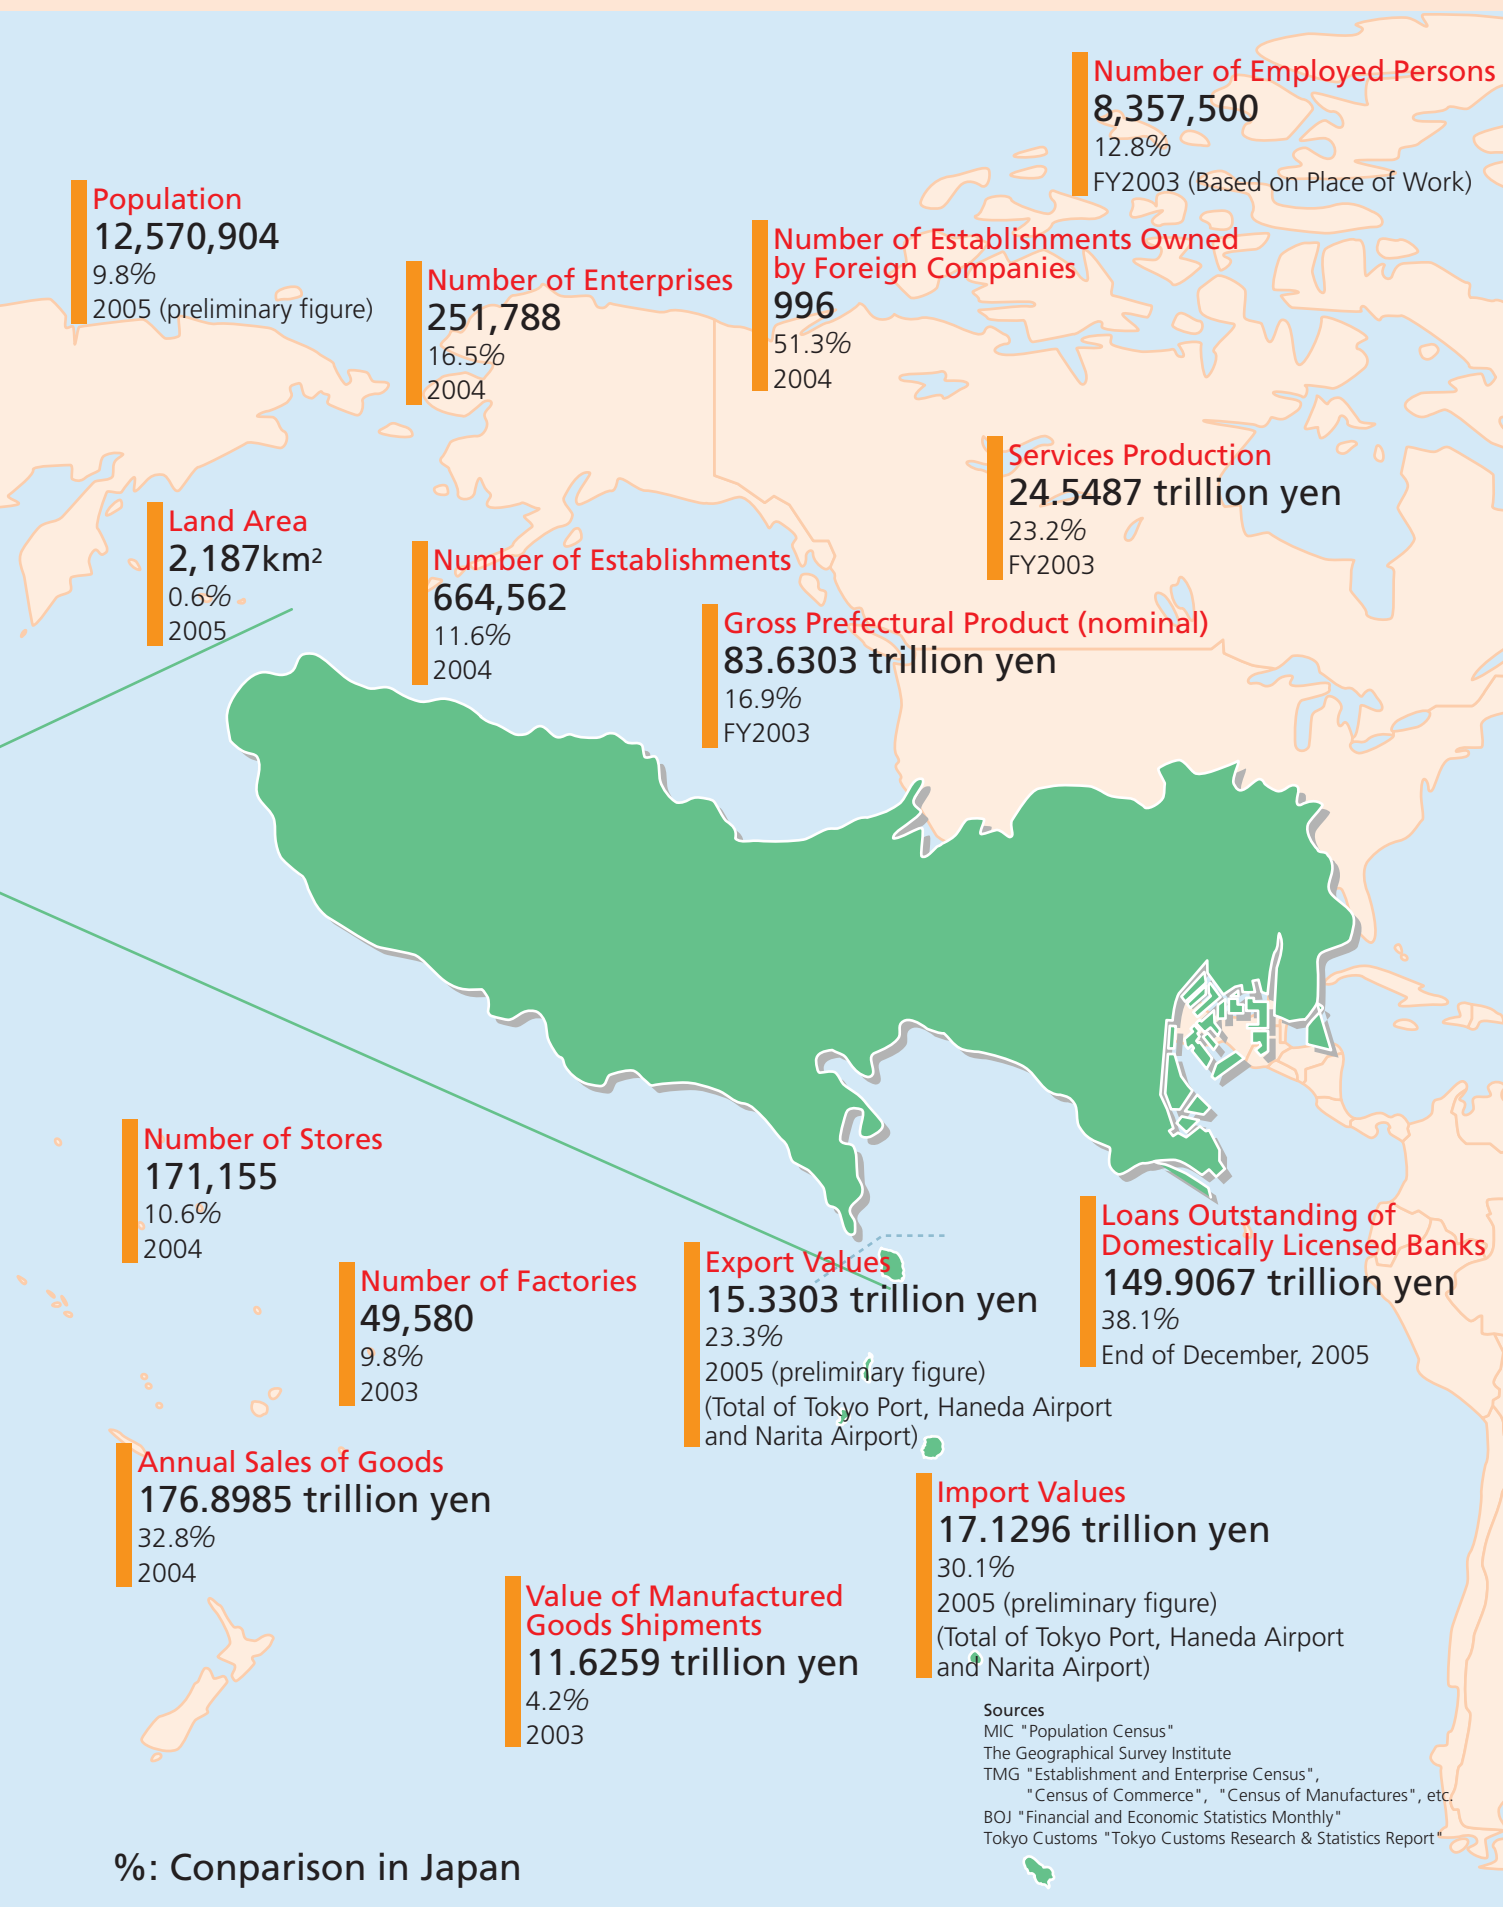 Number of Employed Persons
8,357,500
12.8%
FY2003 (Based on Place of Work)
Population
12,570,904
9.8%
2005 (preliminary figure)
Number of Enterprises
251,788
16.5%
2004
Number of Establishments Owned
by Foreign Companies
996
51.3%
2004
Services Production
24.5487 trillion yen
23.2%
FY2003
Land Area
2,187km²
0.6%
2005
Number of Establishments
664,562
11.6%
2004
Gross Prefectural Product (nominal)
83.6303 trillion yen
16.9%
FY2003
Number of Stores
171,155
10.6%
2004
Number of Factories
49,580
9.8%
2003
Export Values
15.3303 trillion yen
23.3%
2005 (preliminary figure)
(Total of Tokyo Port, Haneda Airport
and Narita Airport)
Loans Outstanding of
Domestically Licensed Banks
149.9067 trillion yen
38.1%
End of December, 2005
Annual Sales of Goods
176.8985 trillion yen
32.8%
2004
Import Values
17.1296 trillion yen
30.1%
2005 (preliminary figure)
(Total of Tokyo Port, Haneda Airport
and Narita Airport)
Value of Manufactured
Goods Shipments
11.6259 trillion yen
4.2%
2003
Sources
MIC "Population Census"
The Geographical Survey Institute
TMG "Establishment and Enterprise Census",
"Census of Commerce", "Census of Manufactures", etc.
BOJ "Financial and Economic Statistics Monthly"
Tokyo Customs "Tokyo Customs Research & Statistics Report"
%: Conparison in Japan